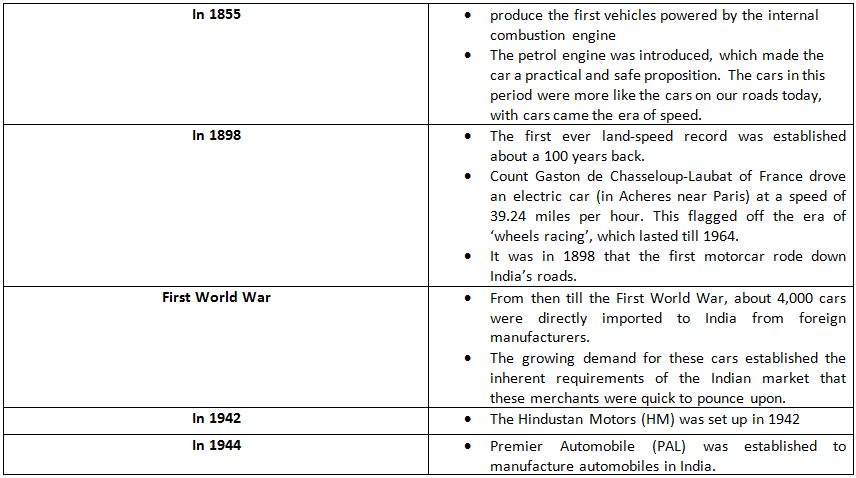 In 1855
• produce the first vehicles powered by the internal
combustion engine
• The petrol engine was introduced, which made the
car a practical and safe proposition. The cars in this
period were more like the cars on our roads today,
with cars came the era of speed.
In 1898
• The first ever land-speed record was established
about a 100 years back.
• Count Gaston de Chasseloup-Laubat of France drove
an electric car (in Acheres near Paris) at a speed of
39.24 miles per hour. This flagged off the era of
‘wheels racing’, which lasted till 1964.
• It was in 1898 that the first motorcar rode down
India’s roads.
First World War
• From then till the First World War, about 4,000 cars
were directly imported to India from foreign
manufacturers.
• The growing demand for these cars established the
inherent requirements of the Indian market that
these merchants were quick to pounce upon.
In 1942
• The Hindustan Motors (HM) was set up in 1942
In 1944
• Premier Automobile (PAL) was established to
manufacture automobiles in India.